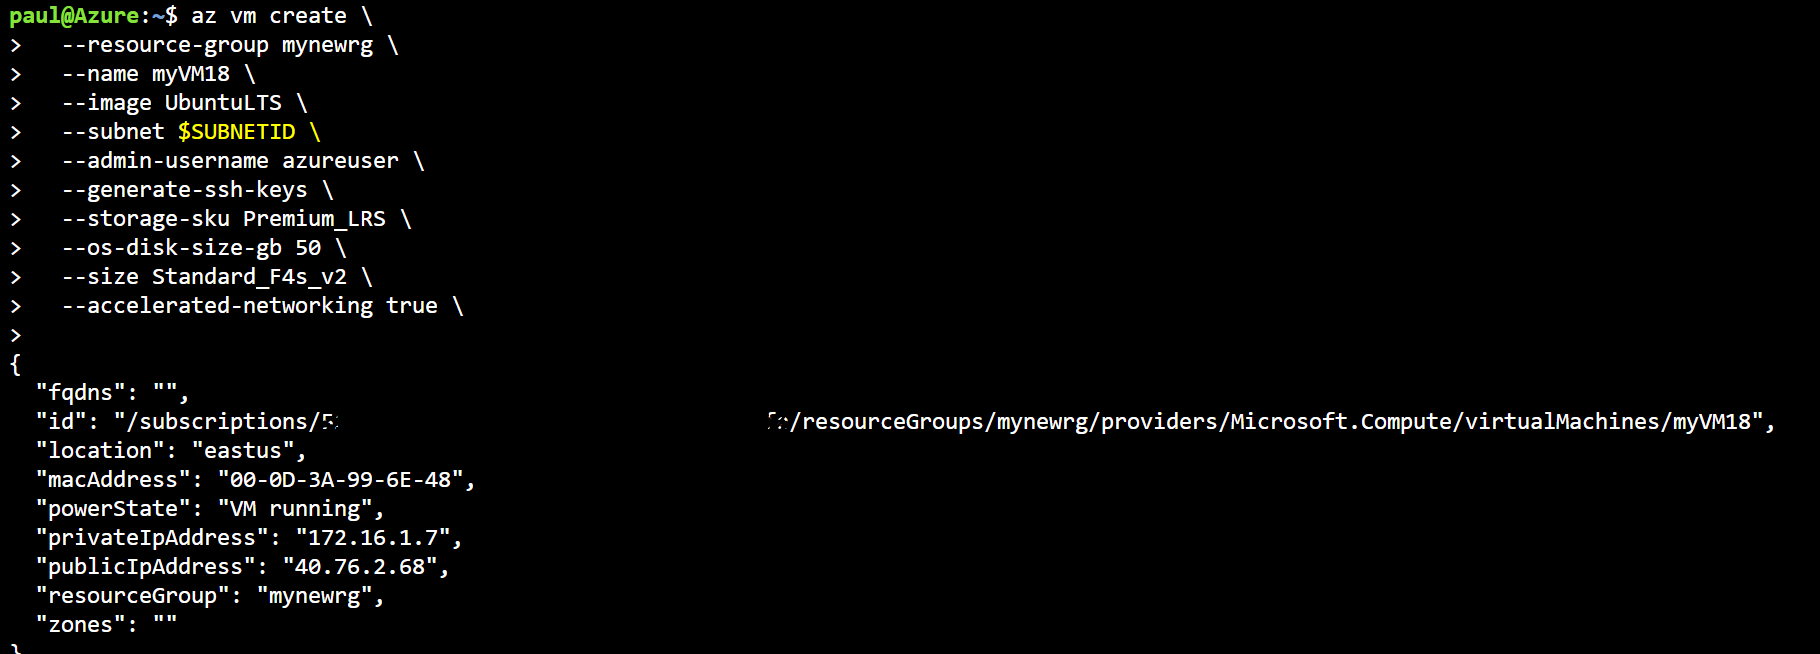 paul@Azure:~$ az vm create \
>   --resource-group mynewrg \
>   --name myVM18 \
>   --image UbuntuLTS \
>   --subnet $SUBNETID \
>   --admin-username azureuser \
>   --generate-ssh-keys \
>   --storage-sku Premium_LRS \
>   --os-disk-size-gb 50 \
>   --size Standard_F4s_v2 \
>   --accelerated-networking true \
>
{
  "fqdns": "",
  "id": "/subscriptions/5 /resourceGroups/mynewrg/providers/Microsoft.Compute/virtualMachines/myVM18",
  "location": "eastus",
  "macAddress": "00-0D-3A-99-6E-48",
  "powerState": "VM running",
  "privateIpAddress": "172.16.1.7",
  "publicIpAddress": "40.76.2.68",
  "resourceGroup": "mynewrg",
  "zones": ""
}